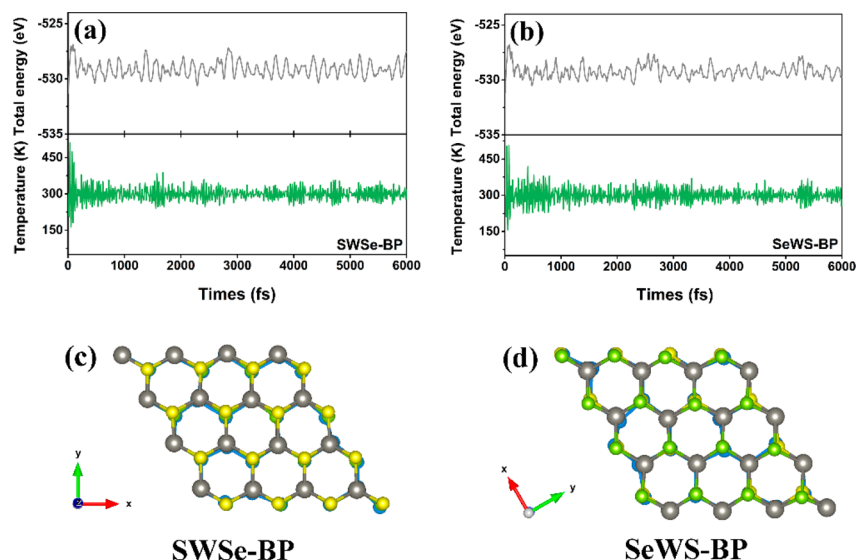 (a)
-525
-530
-535
Total energy (eV)
450
300
150
Temperature (K)
SWSe-BP
0 1000 2000 3000 4000 5000 6000
Times (fs)
(b)
-525
-530
-535
Total energy (eV)
450
300
150
Temperature (K)
SeWS-BP
0 1000 2000 3000 4000 5000 6000
Times (fs)
(c)
y
z
x
SWSe-BP
(d)
x
y
SeWS-BP